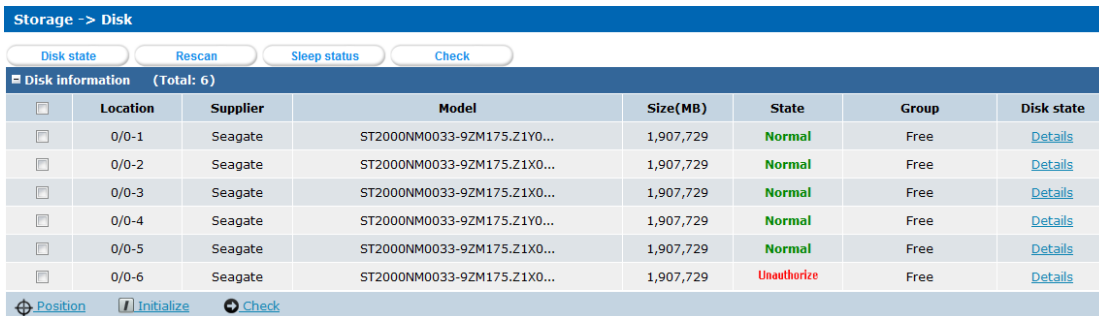 Storage -> Disk
Disk state Rescan Sleep status Check
Disk information (Total: 6)
Location Supplier Model Size(MB) State Group Disk state
0/0-1 Seagate ST2000NM0033-9ZM175.Z1Y0... 1,907,729 Normal Free Details
0/0-2 Seagate ST2000NM0033-9ZM175.Z1X0... 1,907,729 Normal Free Details
0/0-3 Seagate ST2000NM0033-9ZM175.Z1X0... 1,907,729 Normal Free Details
0/0-4 Seagate ST2000NM0033-9ZM175.Z1Y0... 1,907,729 Normal Free Details
0/0-5 Seagate ST2000NM0033-9ZM175.Z1X0... 1,907,729 Normal Free Details
0/0-6 Seagate ST2000NM0033-9ZM175.Z1X0... 1,907,729 Unauthorize Free Details
Position Initialize Check